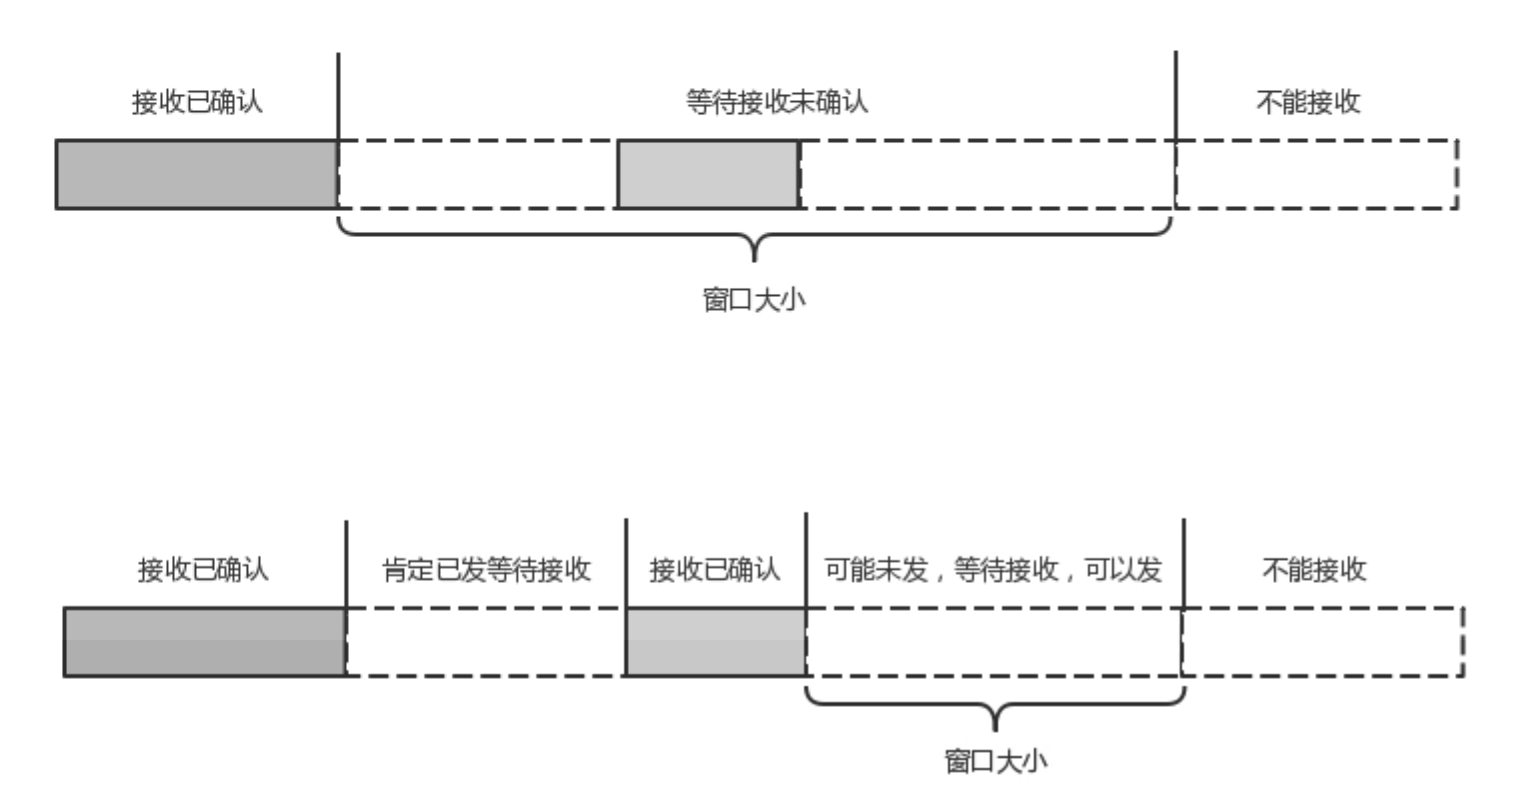 接收已确认
等待接收未确认
不能接收
窗口大小
接收已确认
肯定已发等待接收
接收已确认
可能未发，等待接收，可以发
不能接收
窗口大小